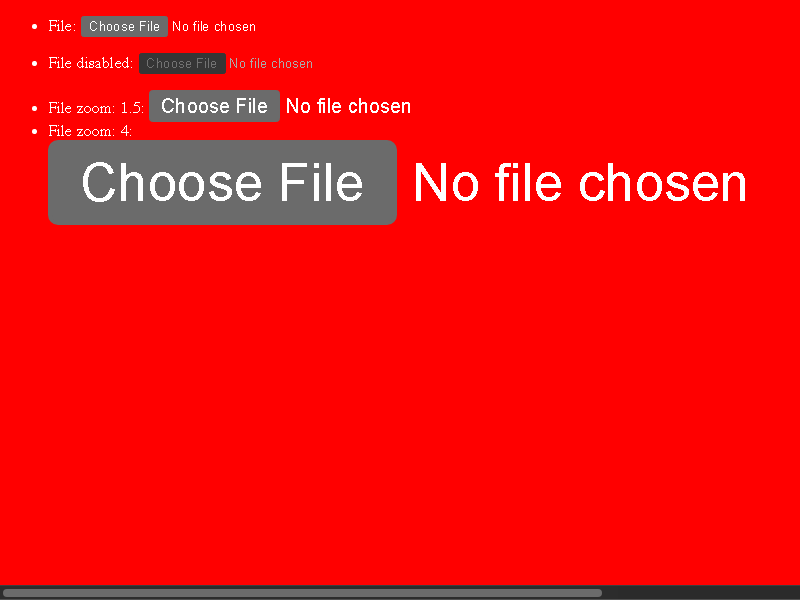 File: Choose File No file chosen
File disabled: Choose File No file chosen
File zoom: 1.5: Choose File No file chosen
File zoom: 4:
Choose File No file chosen